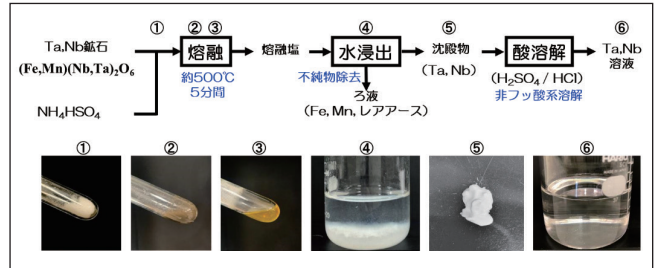 ① ② ③ ④ ⑤ ⑥
Ta,Nb鉱石
(Fe,Mn)(Nb,Ta)₂O₆
NH₄HSO₄
熔融
約500℃
5分間
熔融塩
水浸出
不純物除去
ろ液
(Fe, Mn, レアアース)
沈殿物
(Ta, Nb)
酸溶解
(H₂SO₄ / HCl)
非フッ酸系溶解
Ta,Nb
溶液
① ② ③ ④ ⑤ ⑥